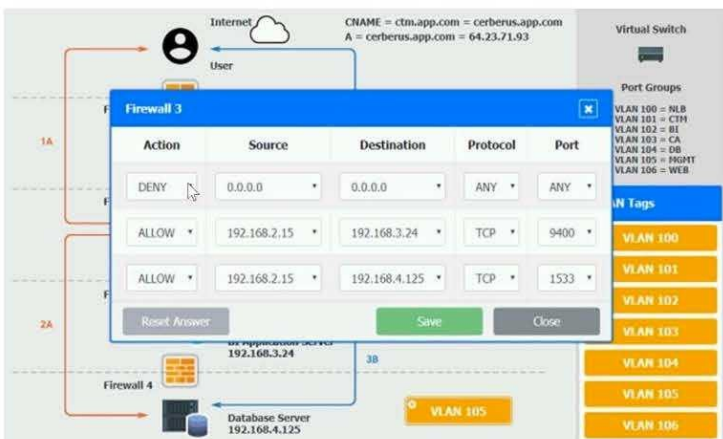 Internet
CNAME = ctm.app.com = cerberus.app.com
A = cerberus.app.com = 64.23.71.93
User
Virtual Switch
Port Groups
VLAN 100 = NLB
VLAN 101 = CTM
VLAN 102 = BI
VLAN 103 = CA
VLAN 104 = DB
VLAN 105 = MGMT
VLAN 106 = WEB
1A
F
Firewall 3
Action Source Destination Protocol Port
DENY 0.0.0.0 0.0.0.0 ANY ANY
ALLOW 192.168.2.15 192.168.3.24 TCP 9400
ALLOW 192.168.2.15 192.168.4.125 TCP 1533
Reset Answer Save Close
F
F
AN Tags
VLAN 100
VLAN 101
VLAN 102
VLAN 103
VLAN 104
VLAN 105
VLAN 106
2A
BI Application Server
192.168.3.24
3B
Firewall 4
VLAN 105
Database Server
192.168.4.125